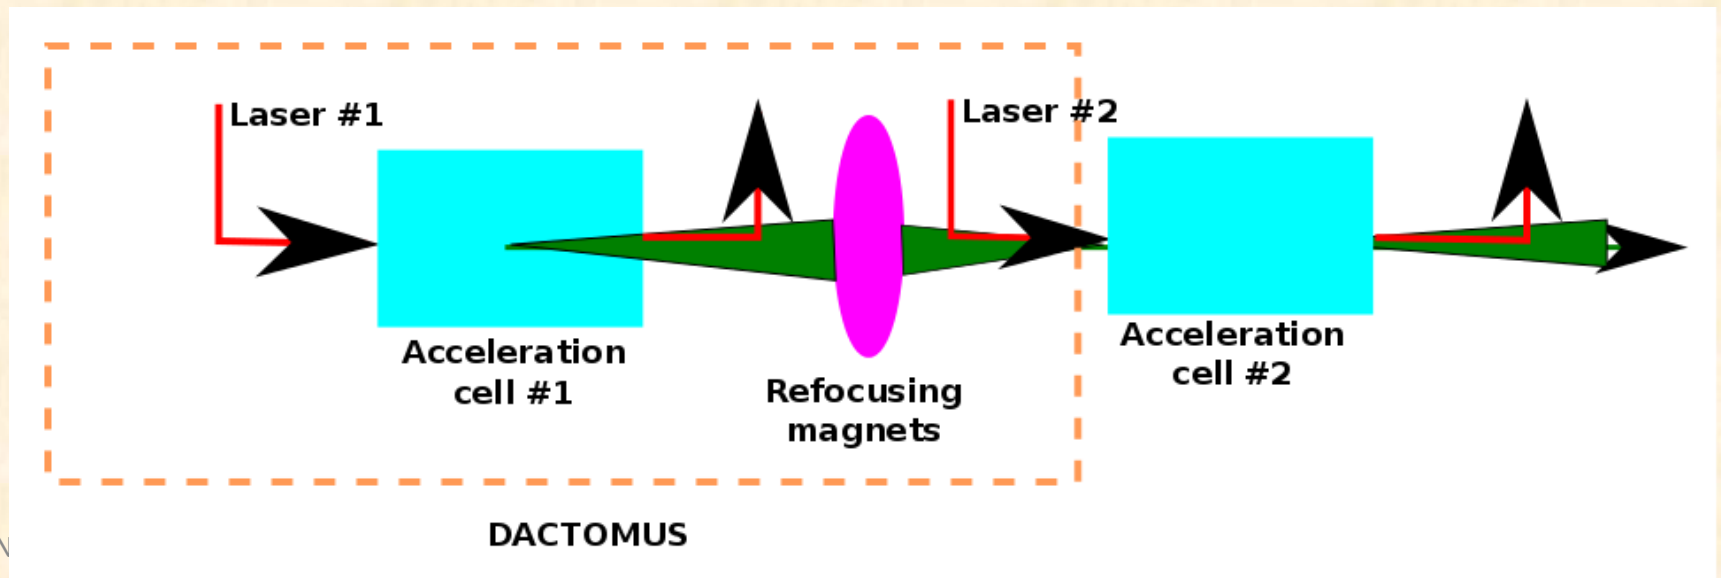 Laser #1
Laser #2
Acceleration
cell #1
Refocusing
magnets
Acceleration
cell #2
DACTOMUS